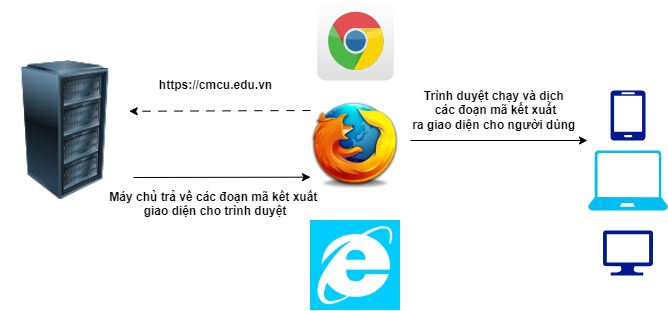 https://cmcu.edu.vn
Trình duyệt chạy và dịch
các đoạn mã kết xuất
ra giao diện cho người dùng
Máy chủ trả về các đoạn mã kết xuất
giao diện cho trình duyệt